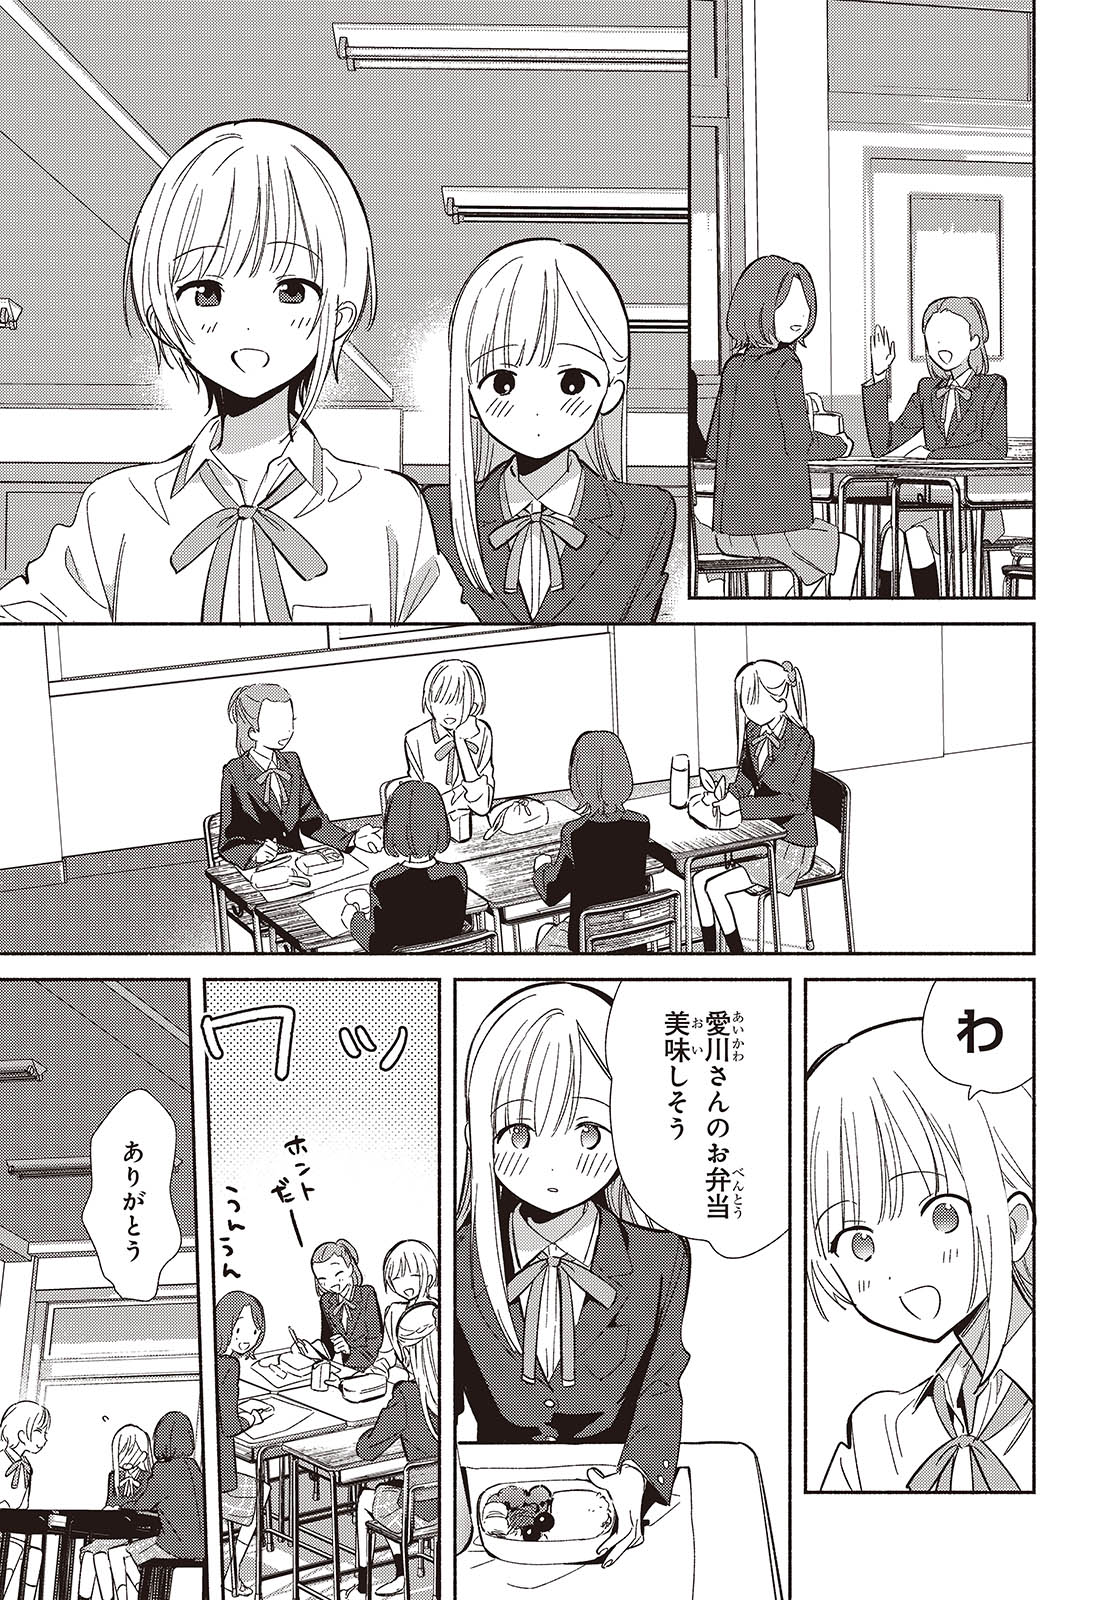 わ
愛川さんのお弁当
美味しそう
ワッ
ホント
だー
うんうん
ありがとう